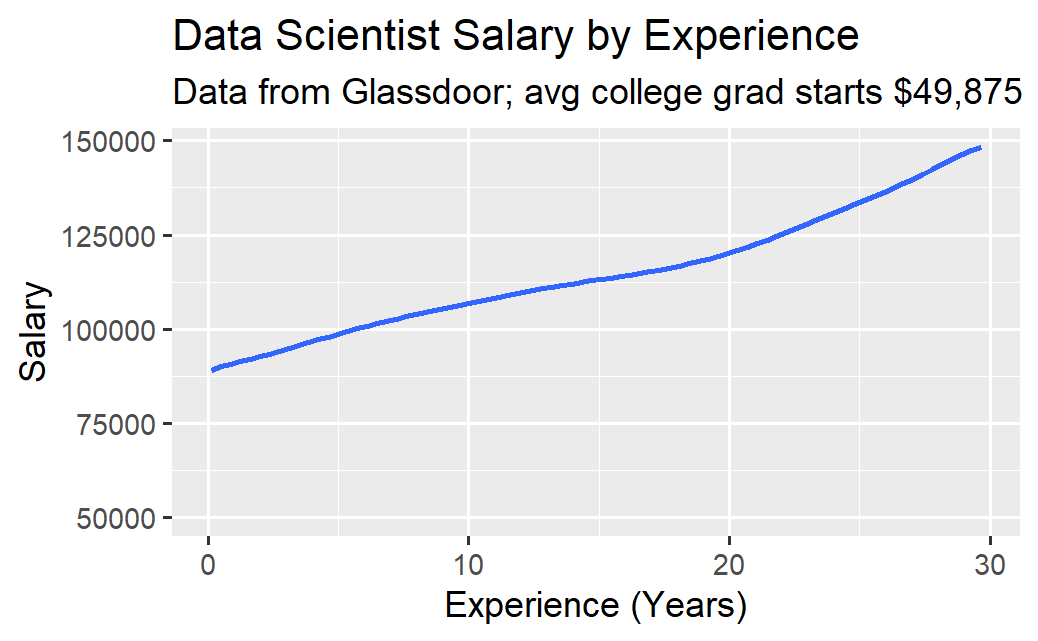 Data Scientist Salary by Experience
Data from Glassdoor; avg college grad starts $49,875
150000
125000
100000
75000
50000
Salary
0 10 20 30
Experience (Years)